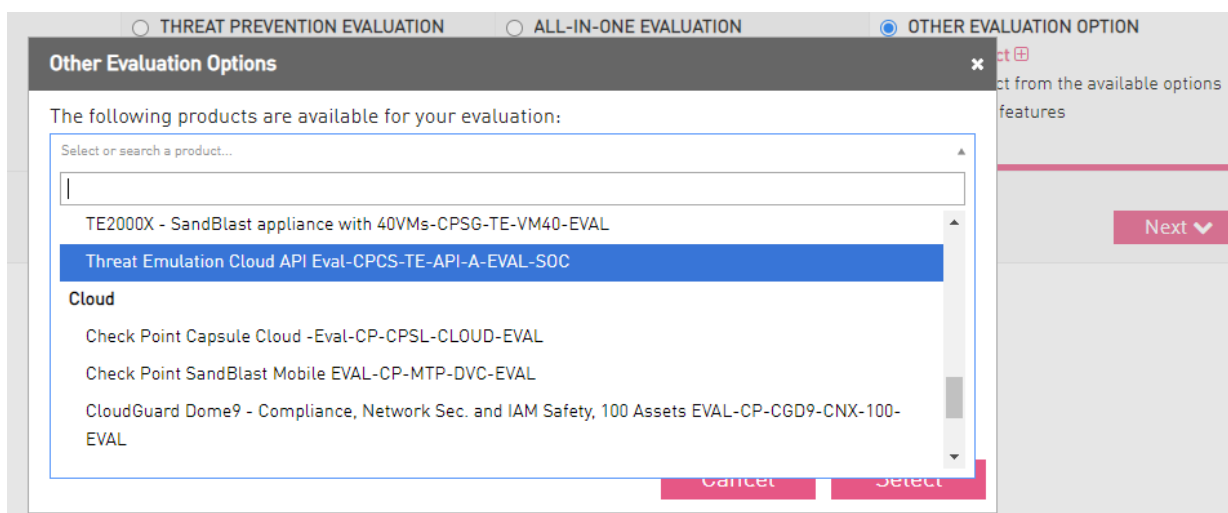 THREAT PREVENTION EVALUATION
ALL-IN-ONE EVALUATION
OTHER EVALUATION OPTION
Other Evaluation Options
ct
ct from the available options
features
The following products are available for your evaluation:
Select or search a product...
TE2000X - SandBlast appliance with 40VMs-CPSG-TE-VM40-EVAL
Threat Emulation Cloud API Eval-CPCS-TE-API-A-EVAL-SOC
Next
Cloud
Check Point Capsule Cloud -Eval-CP-CPSL-CLOUD-EVAL
Check Point SandBlast Mobile EVAL-CP-MTP-DVC-EVAL
CloudGuard Dome9 - Compliance, Network Sec. and IAM Safety, 100 Assets EVAL-CP-CGD9-CNX-100-
EVAL
Cancel
Select